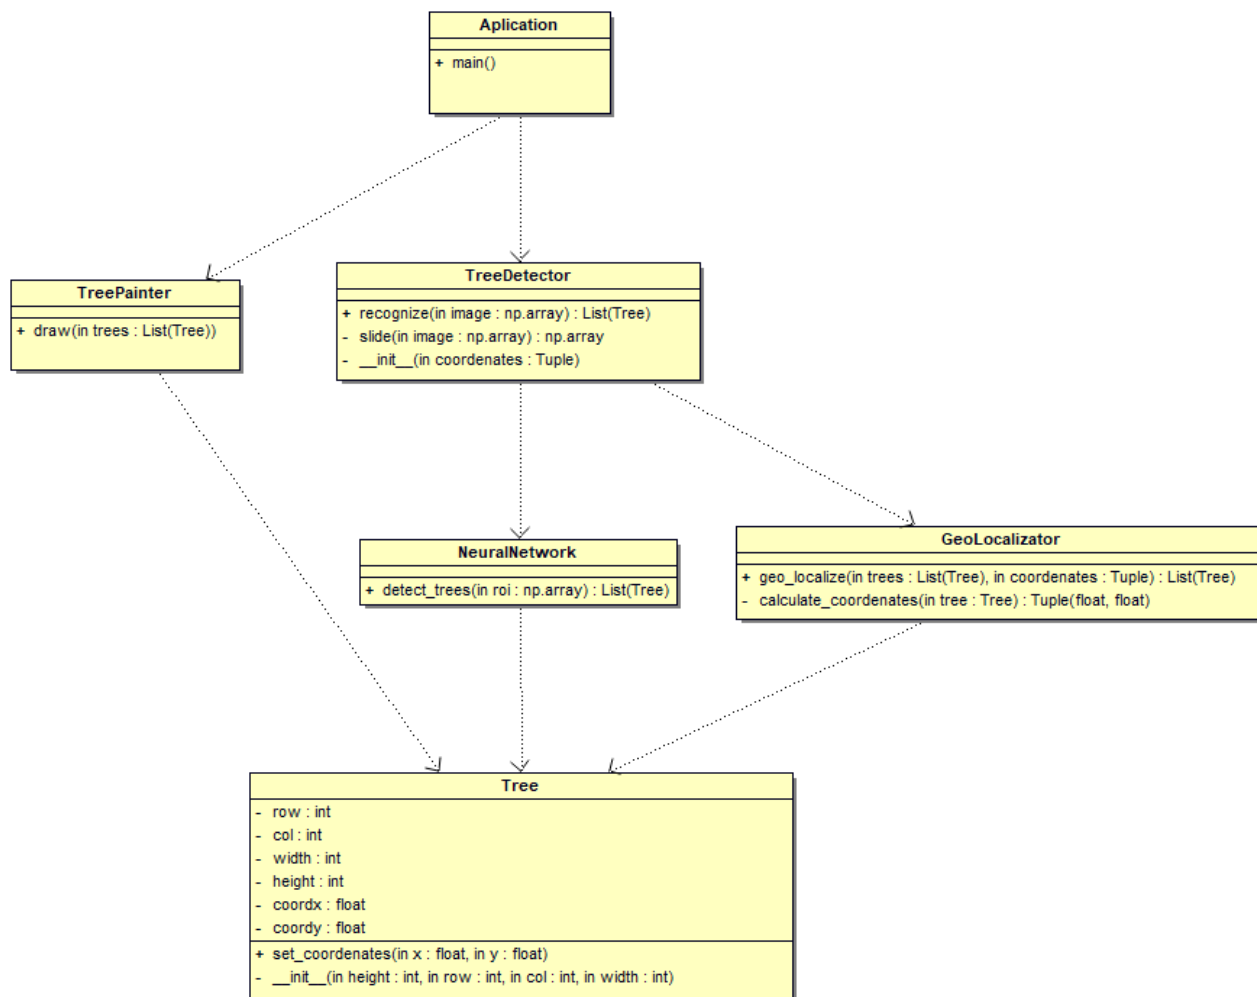 Aplication
+ main()
TreePainter
+ draw(in trees : List(Tree))
TreeDetector
+ recognize(in image : np.array) : List(Tree)
- slide(in image : np.array) : np.array
- __init__(in coordenates : Tuple)
NeuralNetwork
+ detect_trees(in roi : np.array) : List(Tree)
GeoLocalizator
+ geo_localize(in trees : List(Tree), in coordenates : Tuple) : List(Tree)
- calculate_coordenates(in tree : Tree) : Tuple(float, float)
Tree
- row : int
- col : int
- width : int
- height : int
- coordx : float
- coordy : float
+ set_coordenates(in x : float, in y : float)
- __init__(in height : int, in row : int, in col : int, in width : int)